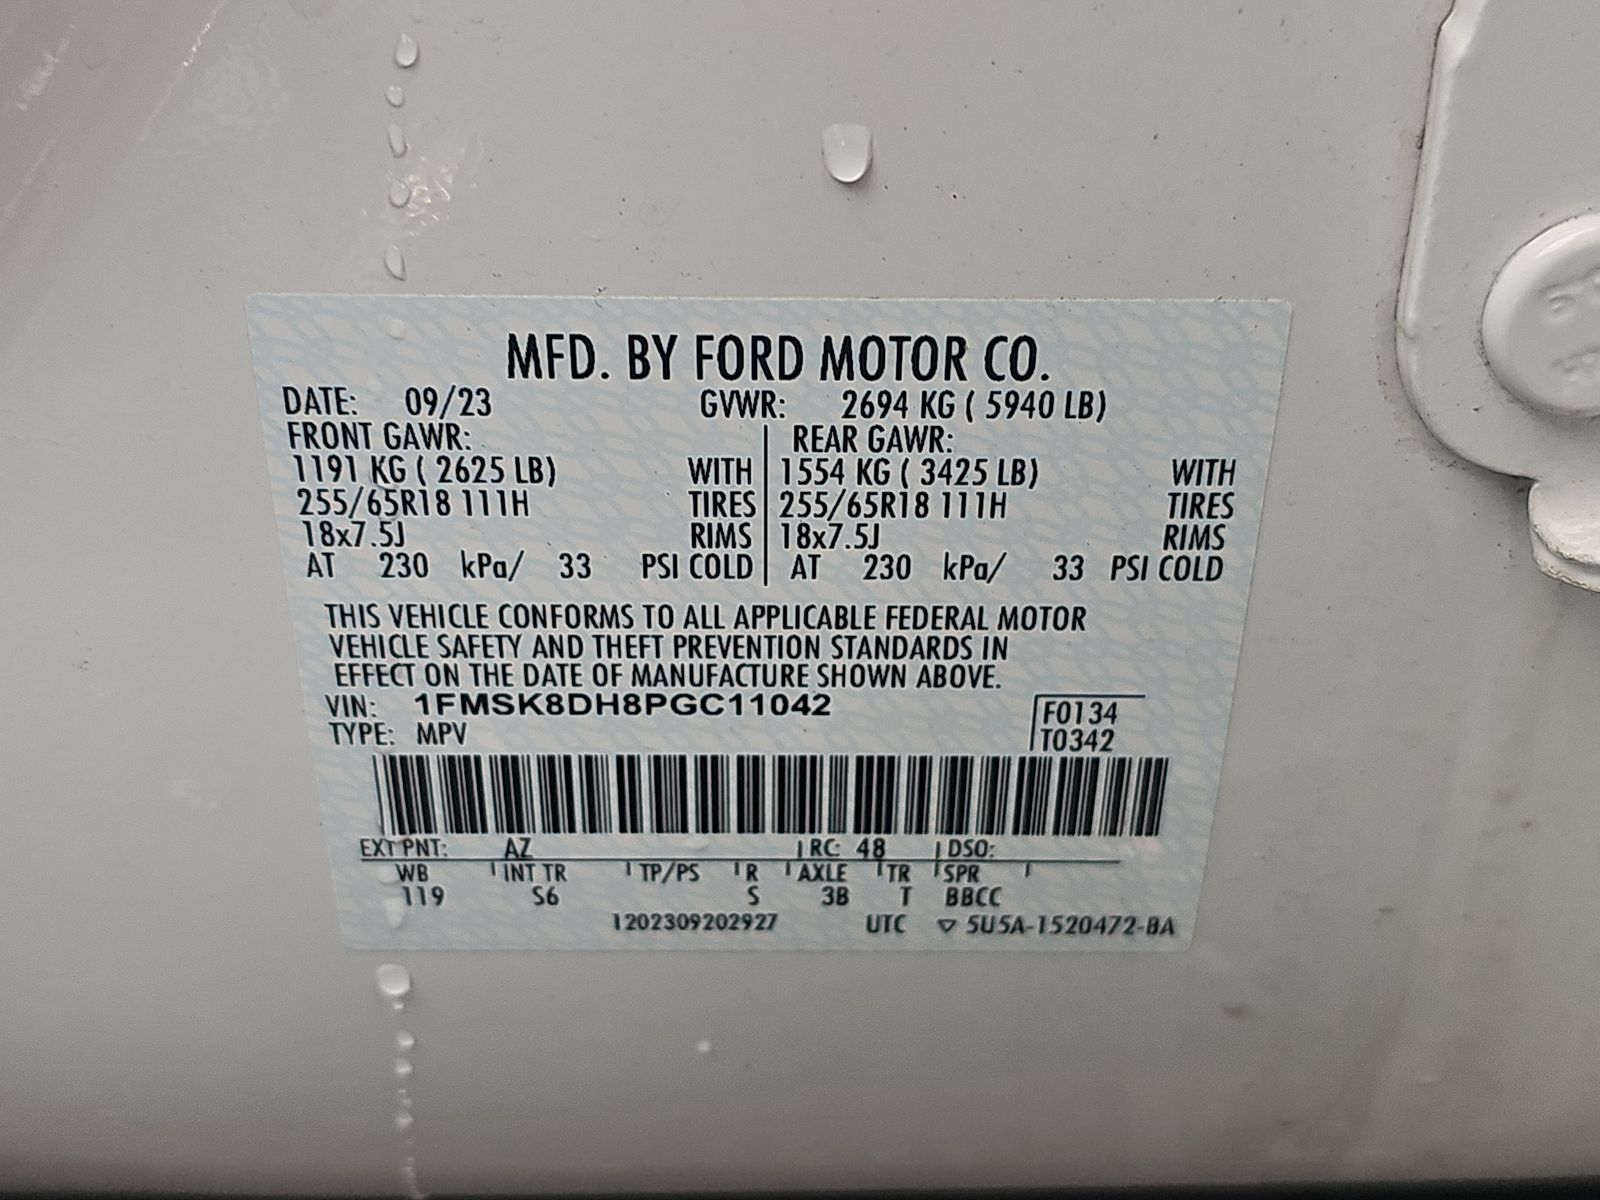 MFD. BY FORD MOTOR CO.
DATE: 09/23 GVWR: 2694 KG ( 5940 LB)
FRONT GAWR: REAR GAWR:
1191 KG ( 2625 LB) WITH 1554 KG ( 3425 LB) WITH
255/65R18 111H TIRES 255/65R18 111H TIRES
18x7.5J RIMS 18x7.5J RIMS
AT 230 kPa/ 33 PSI COLD AT 230 kPa/ 33 PSI COLD
THIS VEHICLE CONFORMS TO ALL APPLICABLE FEDERAL MOTOR
VEHICLE SAFETY AND THEFT PREVENTION STANDARDS IN
EFFECT ON THE DATE OF MANUFACTURE SHOWN ABOVE.
VIN: 1FMSK8DH8PGC11042 F0134
TYPE: MPV T0342
EXT PNT: AZ RC: 48 DSO:
WB INT TR TP/PS R AXLE TR SPR
119 S6 S 3B T BBCC
1202309202927 UTC ▽ 5U5A-1520472-BA